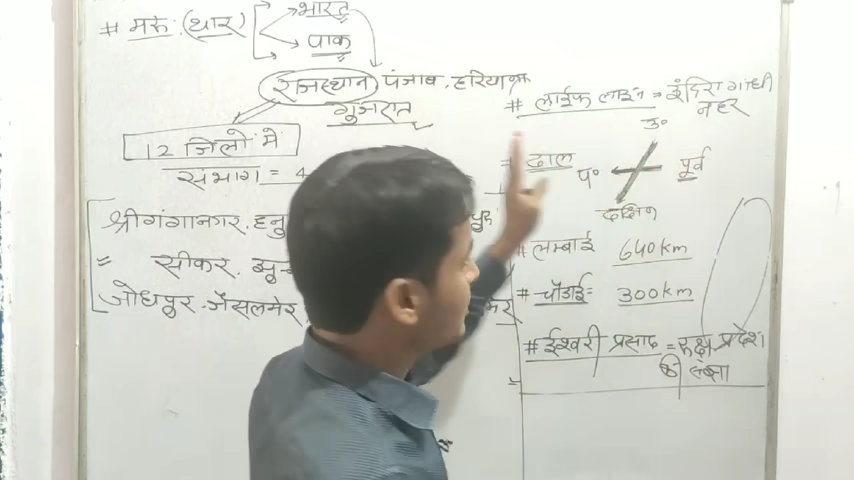 # मरु (थार)
भारत
पाक
राजस्थान पंजाब, हरियाणा
गुजरात
12 जिलों में
संभाग = 4
श्रीगंगानगर, हनु
= सीकर, झुन
जोधपुर, जैसलमेर,
# लाईफ लाईन = इंदिरा गांधी
नहर
= ढाल
उ०
प० पूर्व
दक्षिण
# लम्बाई 640km
# चौडाई= 300km
# ईश्वरी प्रसाद = रुक्ष प्रदेश
की संज्ञा